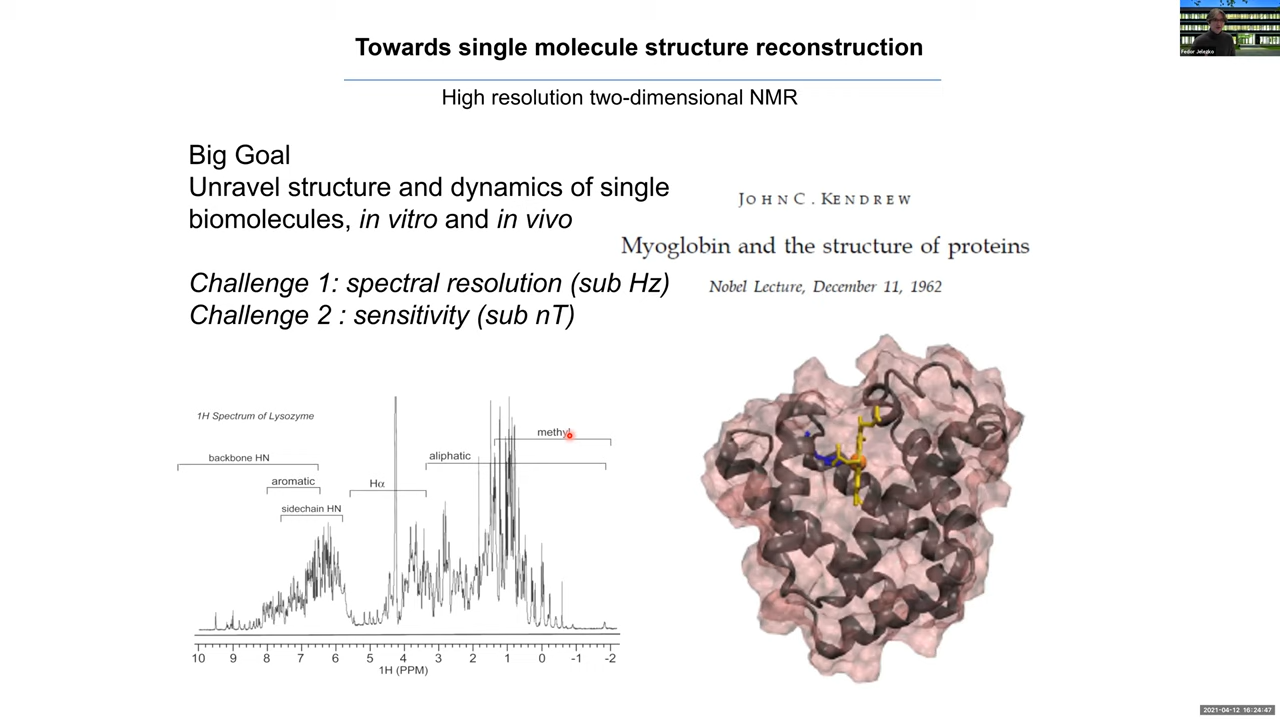 Towards single molecule structure reconstruction
Fedor Jelezko
High resolution two-dimensional NMR
Big Goal
Unravel structure and dynamics of single
biomolecules, in vitro and in vivo
Challenge 1: spectral resolution (sub Hz)
Challenge 2 : sensitivity (sub nT)
JOHN C. KENDREW
Myoglobin and the structure of proteins
Nobel Lecture, December 11, 1962
1H Spectrum of Lysozyme
methyl
backbone HN
aliphatic
aromatic
Hα
sidechain HN
10 9 8 7 6 5 4 3 2 1 0 -1 -2
1H (PPM)
2021-04-12 16:24:47